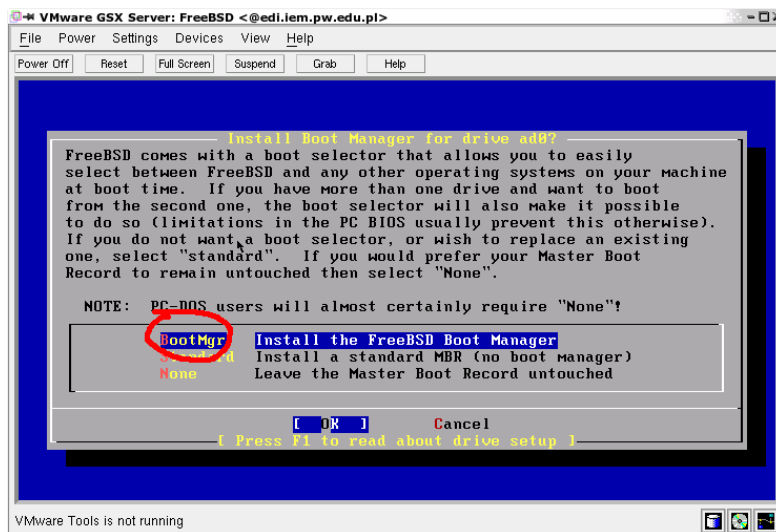 VMware GSX Server: FreeBSD <@edi.iem.pw.edu.pl>
File Power Settings Devices View Help
Power Off Reset Full Screen Suspend Grab Help
Install Boot Manager for drive ad0?
FreeBSD comes with a boot selector that allows you to easily
select between FreeBSD and any other operating systems on your machine
at boot time. If you have more than one drive and want to boot
from the second one, the boot selector will also make it possible
to do so (limitations in the PC BIOS usually prevent this otherwise).
If you do not want a boot selector, or wish to replace an existing
one, select "standard". If you would prefer your Master Boot
Record to remain untouched then select "None".
NOTE: PC-DOS users will almost certainly require "None"!
BootMgr Install the FreeBSD Boot Manager
Standard Install a standard MBR (no boot manager)
None Leave the Master Boot Record untouched
[ OK ] Cancel
[ Press F1 to read about drive setup ]
VMware Tools is not running